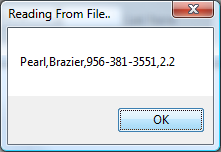 Reading From File..
Pearl,Brazier,956-381-3551,2.2
OK